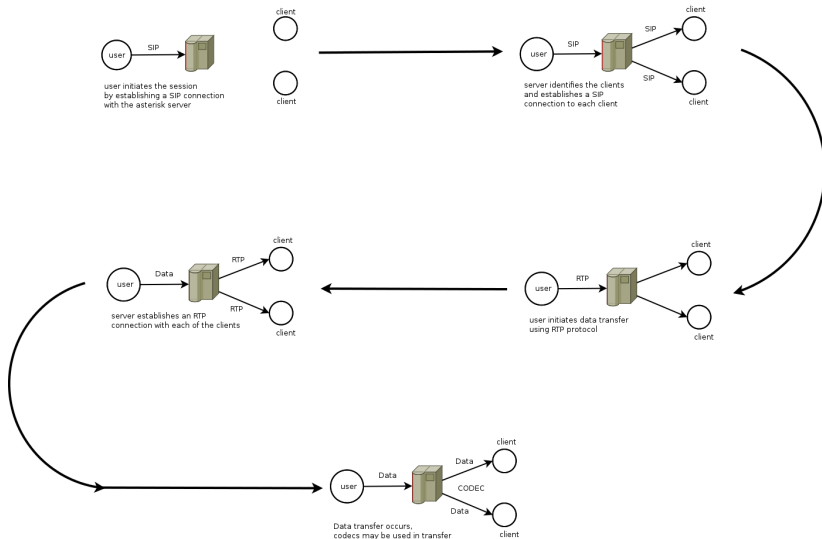 client
user
SIP
client
user initiates the session
by establishing a SIP connection
with the asterisk server
client
user
SIP
SIP
SIP
client
server identifies the clients
and establishes a SIP
connection to each client
client
user
RTP
client
user initiates data transfer
using RTP protocol
client
user
Data
RTP
RTP
client
server establishes an RTP
connection with each of the clients
client
user
Data
Data
CODEC
Data
client
Data transfer occurs,
codecs may be used in transfer